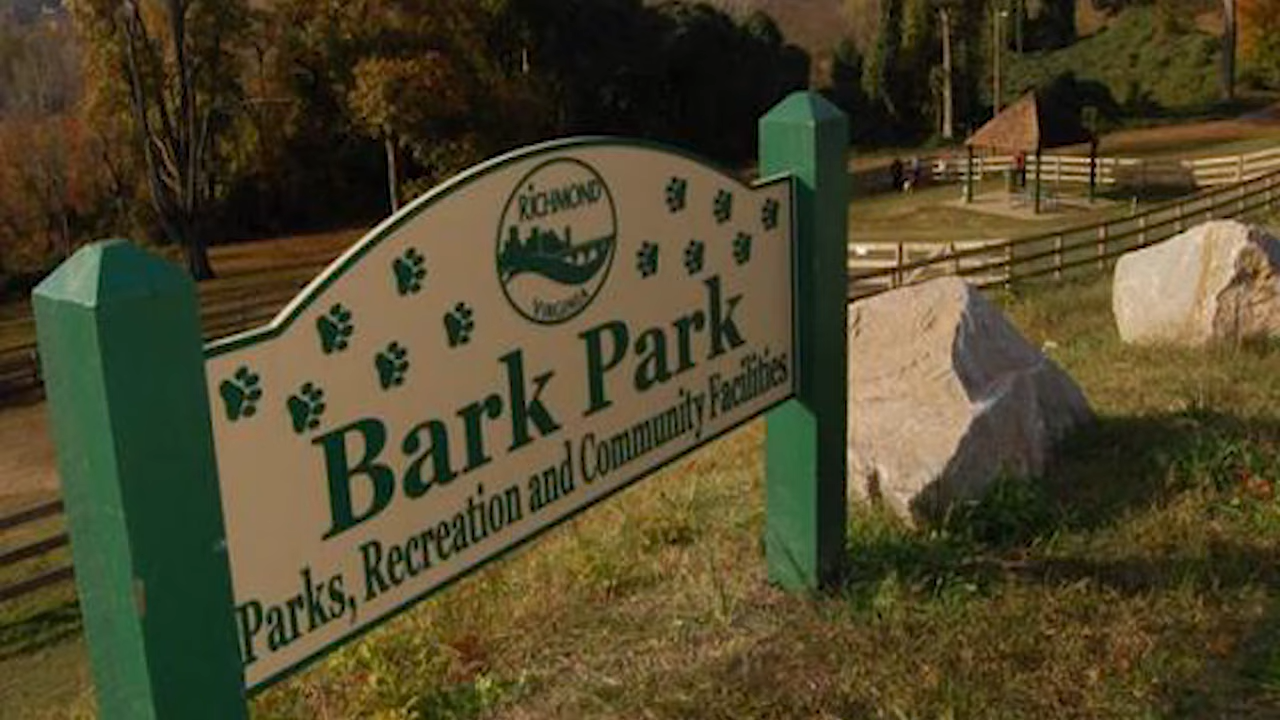 RICHMOND
VIRGINIA
Bark Park
Parks, Recreation and Community Facilities